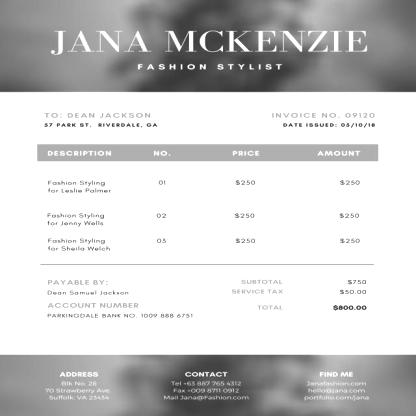 JANA MCKENZIE
FASHION STYLIST
TO: DEAN JACKSON
INVOICE NO. 09120
57 PARK ST. RIVERDALE, GA
DATE ISSUED: 05/10/18
DESCRIPTION NO. PRICE AMOUNT
Fashion Styling
for Leslie Palmer
01 $250 $250
Fashion Styling
for Jenny Wells
02 $250 $250
Fashion Styling
for Sheila Welch
03 $250 $250
PAYABLE BY:
Dean Samuel Jackson
SUBTOTAL $750
SERVICE TAX $50.00
ACCOUNT NUMBER
PARKINGDALE BANK NO. 1009 888 6751
TOTAL $800.00
ADDRESS
Blk No. 28
70 Strawberry Ave.
Suffolk, VA 23434
CONTACT
Tel +63 887 765 4312
Fax +009 8711 0912
Mail Jana@Fashion.com
FIND ME
Janafashion.com
hello@jana.com
portfolio.com/jana